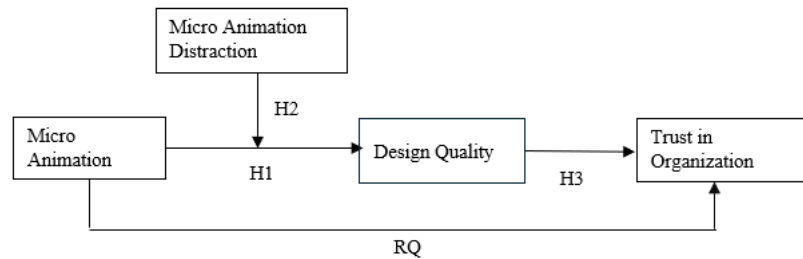 Micro Animation
Distraction
H2
Micro
Animation
H1
Design Quality
H3
Trust in
Organization
RQ